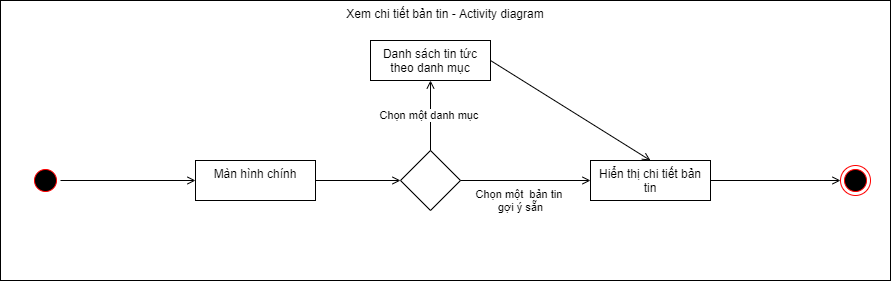 Xem chi tiết bản tin - Activity diagram
Danh sách tin tức
theo danh mục
Chọn một danh mục
Màn hình chính
Hiển thị chi tiết bản
tin
Chọn một bản tin
gợi ý sẵn